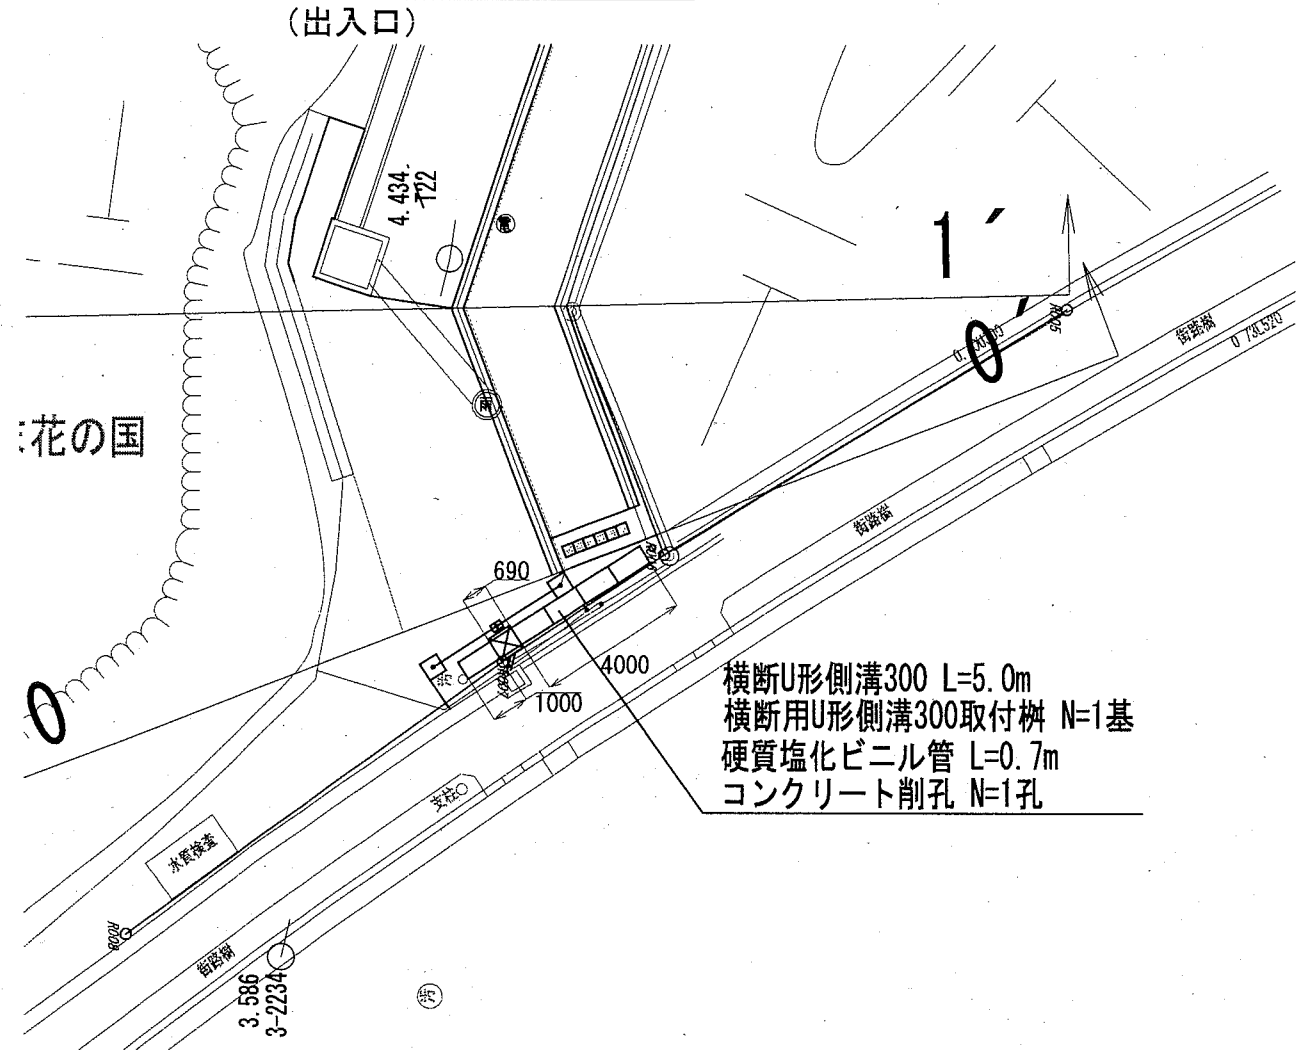 (出入口)
4.434
T22
1´
R005
街路樹
花の国
雨
街路樹
690
4000
1000
横断U形側溝300 L=5.0m
横断用U形側溝300取付桝 N=1基
硬質塩化ビニル管 L=0.7m
コンクリート削孔 N=1孔
0
支柱
水質検査
R008
街路樹
3.586
3-2234